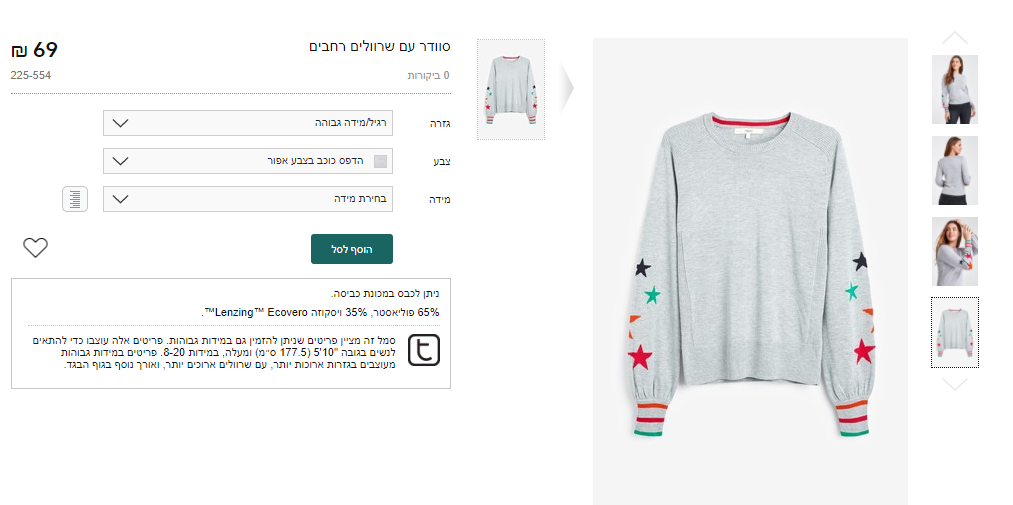 סוודר עם שרוולים רחבים
69 ₪
0 ביקורות
225-554
גזרה
רגיל/מידה גבוהה
צבע
הדפס כוכב בצבע אפור
מידה
בחירת מידה
הוסף לסל
ניתן לכבס במכונת כביסה.
65% פוליאסטר, 35% ויסקוזה Lenzing™ Ecovero™.
סמל זה מציין פריטים שניתן להזמין גם במידות גבוהות. פריטים אלה עוצבו כדי להתאים
לנשים בגובה "10'5 (177.5 ס״מ) ומעלה, במידות 8-20. פריטים במידות גבוהות
מעוצבים בגזרות ארוכות יותר, עם שרוולים ארוכים יותר, ואורך נוסף בגוף הבגד.
t